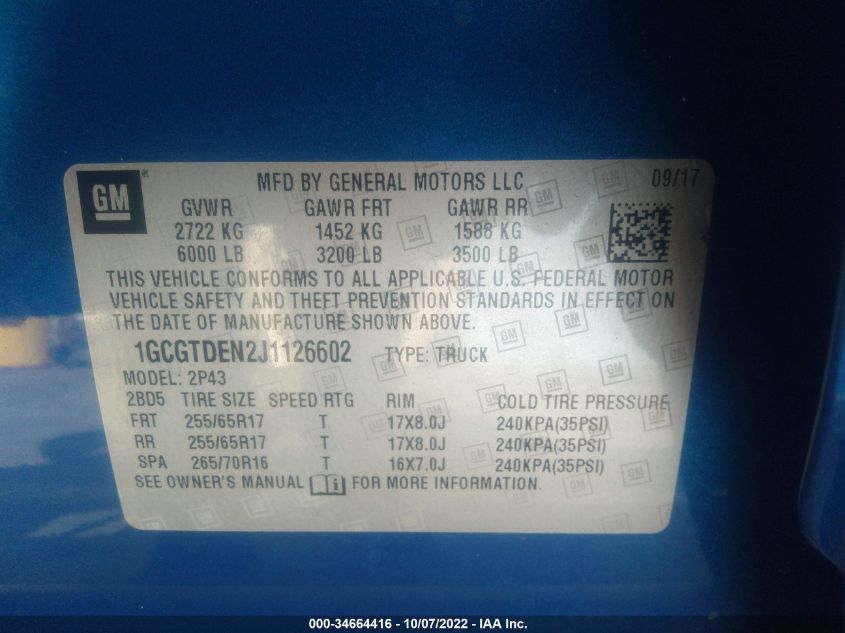 GM
MFD BY GENERAL MOTORS LLC 09/17
GVWR GAWR FRT GAWR RR
2722 KG 1452 KG 1588 KG
6000 LB 3200 LB 3500 LB
THIS VEHICLE CONFORMS TO ALL APPLICABLE U.S. FEDERAL MOTOR
VEHICLE SAFETY AND THEFT PREVENTION STANDARDS IN EFFECT ON
THE DATE OF MANUFACTURE SHOWN ABOVE.
1GCGTDEN2J1126602 TYPE: TRUCK
MODEL: 2P43
2BD5 TIRE SIZE SPEED RTG RIM COLD TIRE PRESSURE
FRT 255/65R17 T 17X8.0J 240KPA(35PSI)
RR 255/65R17 T 17X8.0J 240KPA(35PSI)
SPA 265/70R16 T 16X7.0J 240KPA(35PSI)
SEE OWNER'S MANUAL FOR MORE INFORMATION.
000-34664416 - 10/07/2022 - IAA Inc.